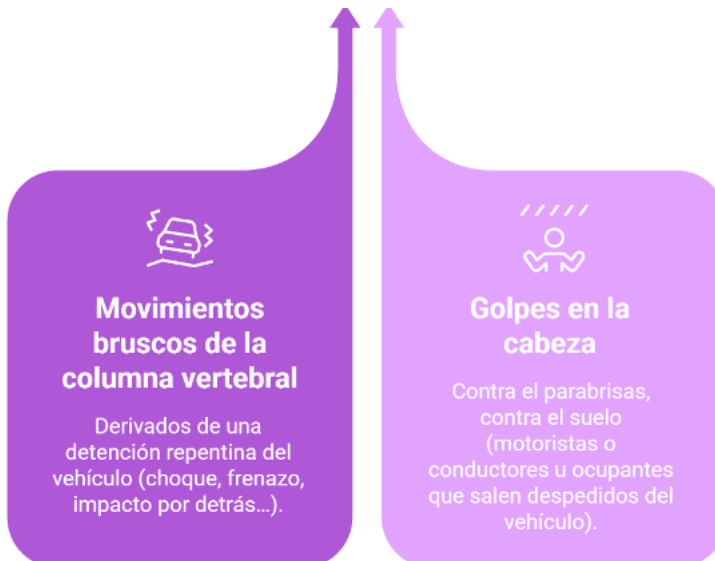 Movimientos
bruscos de la
columna vertebral
Derivados de una
detención repentina del
vehículo (choque, frenazo,
impacto por detrás...).
Golpes en la
cabeza
Contra el parabrisas,
contra el suelo
(motoristas o
conductores u ocupantes
que salen despedidos del
vehículo).